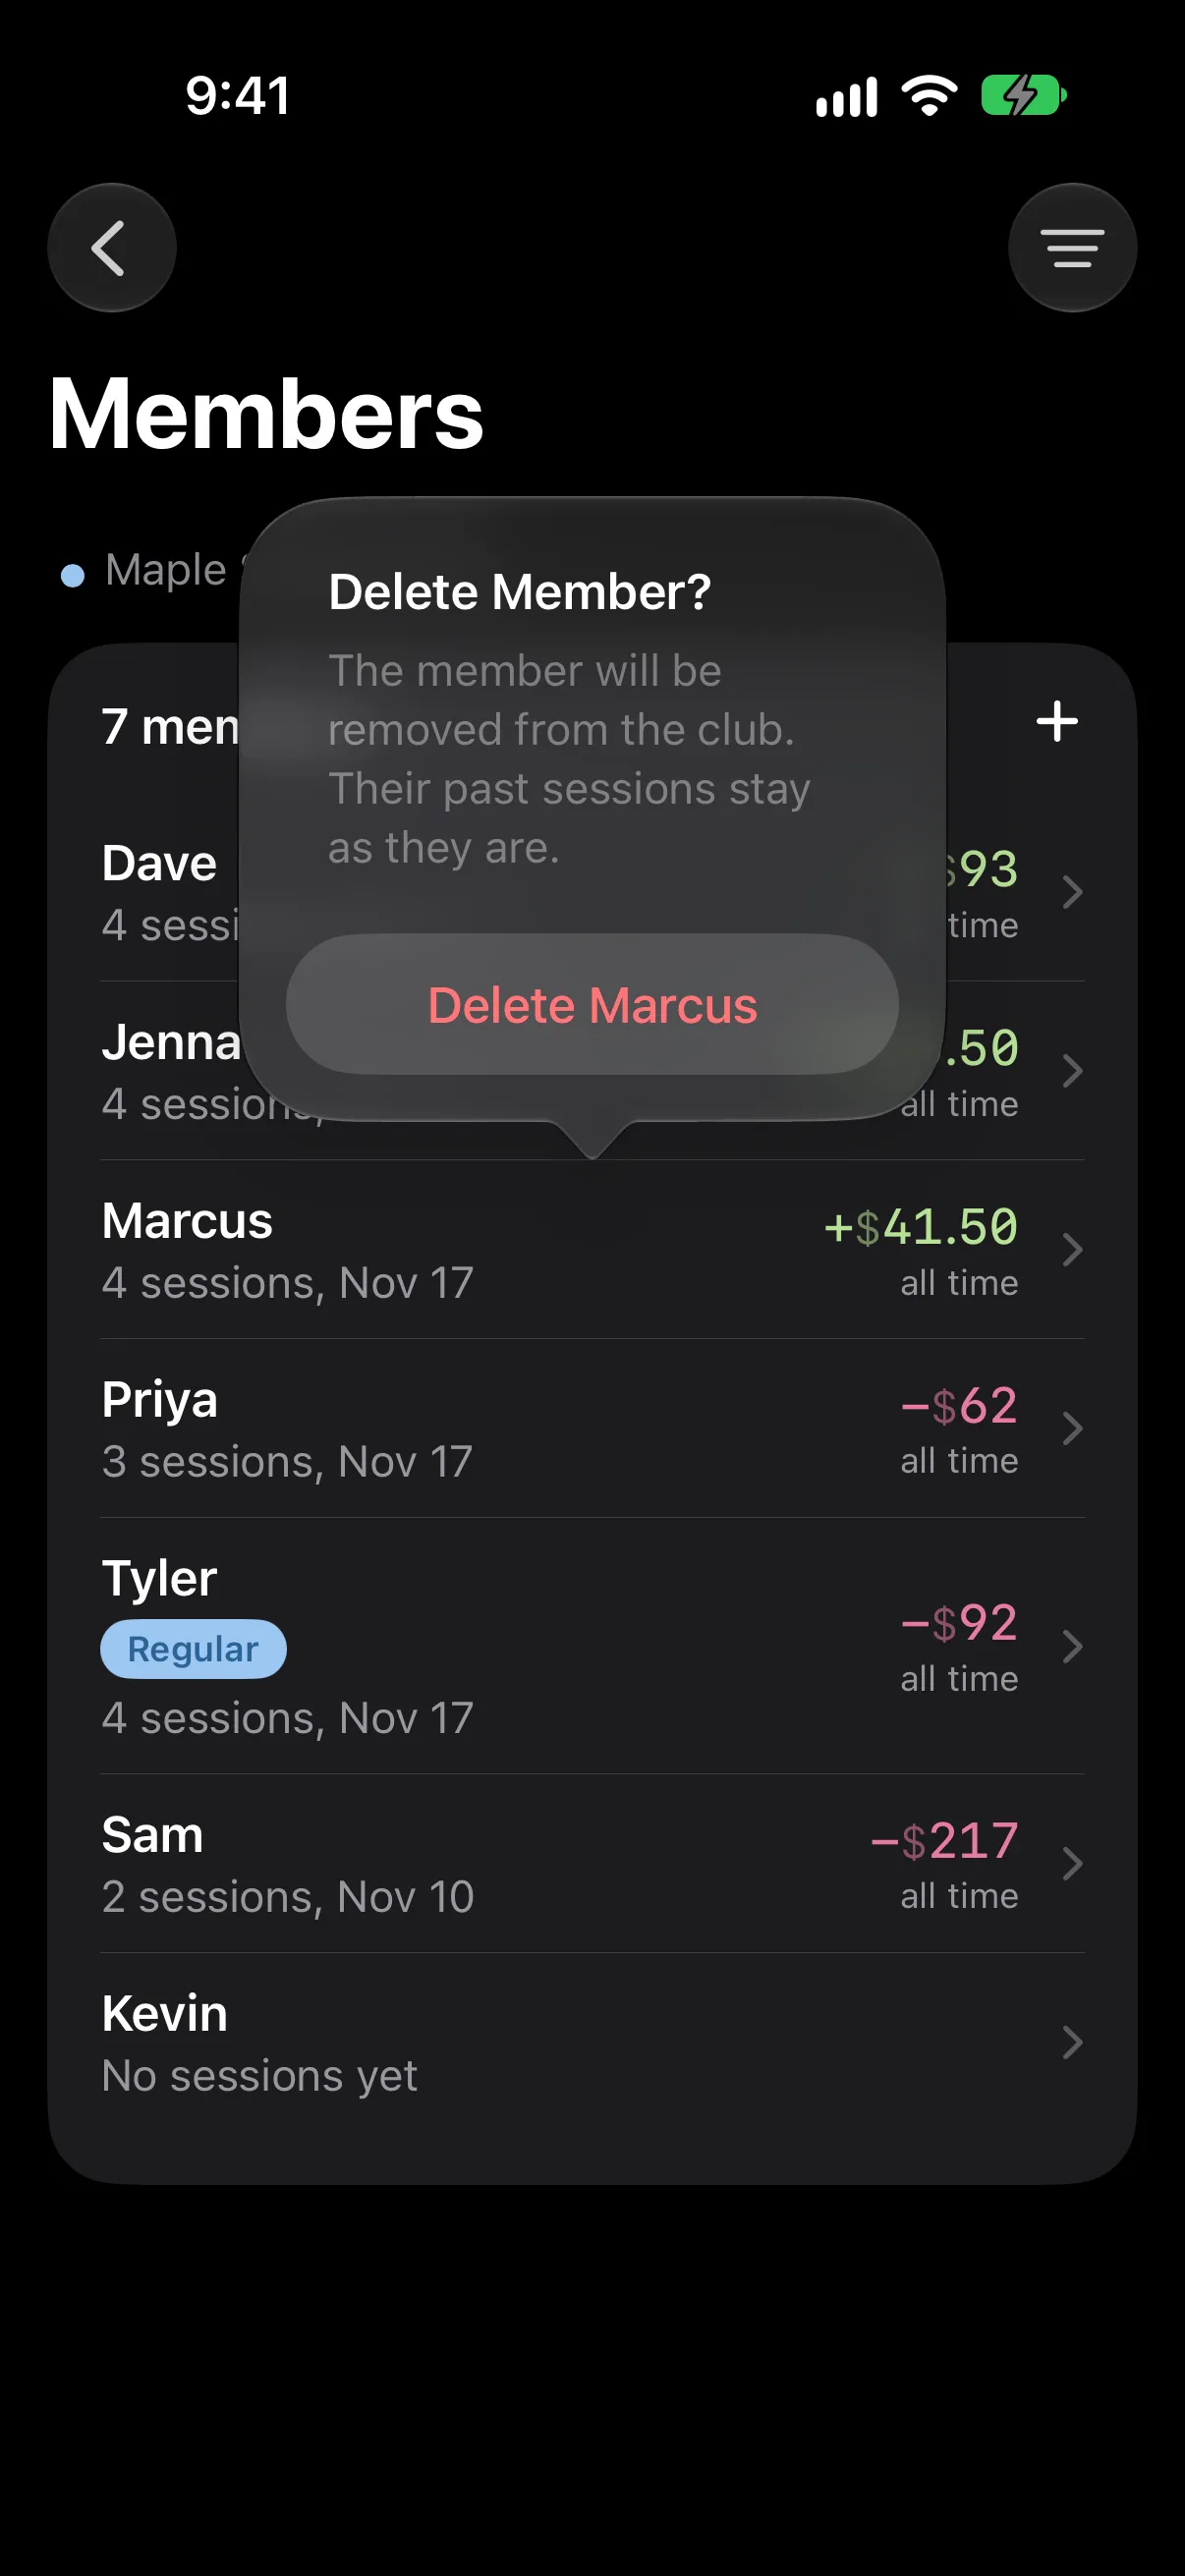 9:41
Members
Maple
Delete Member?
The member will be
removed from the club.
Their past sessions stay
as they are.
Delete Marcus
7
Dave
4
$93
time
Jenna
4 sessions,
.50
all time
Marcus
4 sessions, Nov 17
+$41.50
all time
Priya
3 sessions, Nov 17
−$62
all time
Tyler
Regular
4 sessions, Nov 17
−$92
all time
Sam
2 sessions, Nov 10
−$217
all time
Kevin
No sessions yet